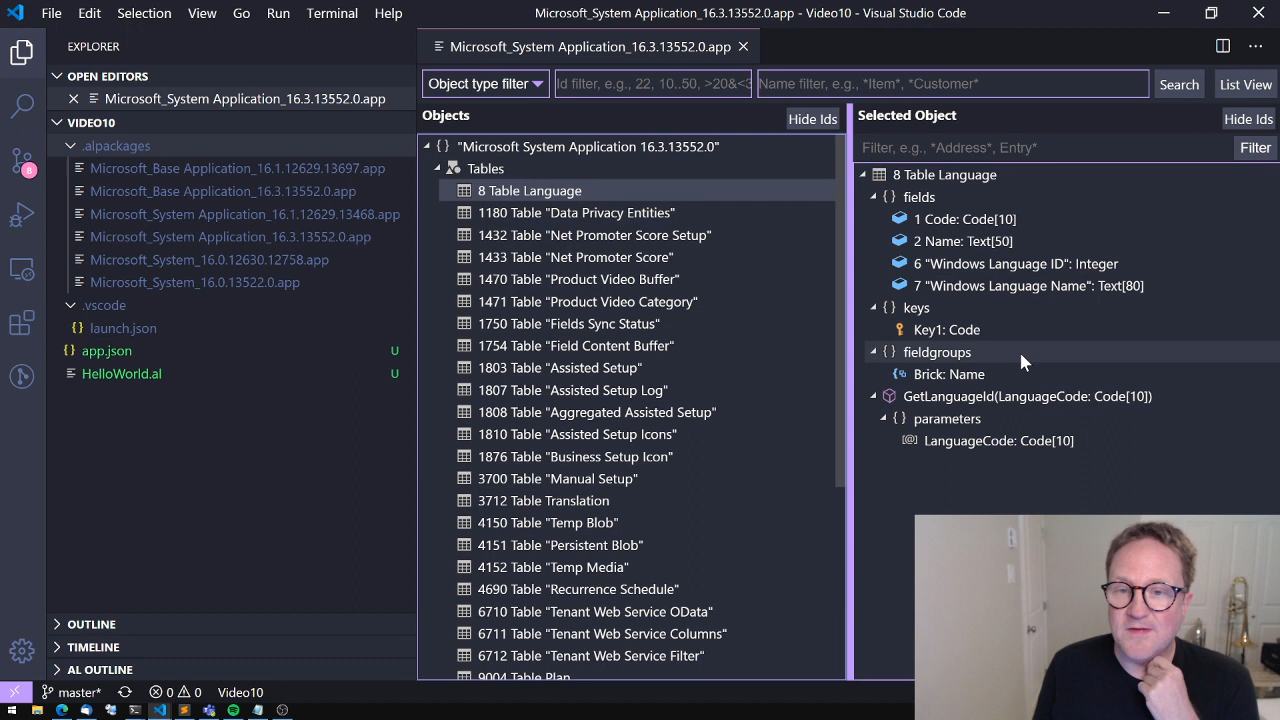 File Edit Selection View Go Run Terminal Help
Microsoft_System Application_16.3.13552.0.app - Video10 - Visual Studio Code
EXPLORER
OPEN EDITORS
Microsoft_System Application_16.3.13552.0.app
VIDEO10
.alpackages
Microsoft_Base Application_16.1.12629.13697.app
Microsoft_Base Application_16.3.13552.0.app
Microsoft_System Application_16.1.12629.13468.app
Microsoft_System Application_16.3.13552.0.app
Microsoft_System_16.0.12630.12758.app
Microsoft_System_16.0.13522.0.app
.vscode
{} launch.json
{} app.json U
HelloWorld.al U
OUTLINE
TIMELINE
AL OUTLINE
8
Microsoft_System Application_16.3.13552.0.app
Object type filter
Id filter, e.g., 22, 10..50, >20&<3
Name filter, e.g., *Item*, *Customer*
Search
List View
Objects
Hide Ids
{} "Microsoft System Application 16.3.13552.0"
Tables
8 Table Language
1180 Table "Data Privacy Entities"
1432 Table "Net Promoter Score Setup"
1433 Table "Net Promoter Score"
1470 Table "Product Video Buffer"
1471 Table "Product Video Category"
1750 Table "Fields Sync Status"
1754 Table "Field Content Buffer"
1803 Table "Assisted Setup"
1807 Table "Assisted Setup Log"
1808 Table "Aggregated Assisted Setup"
1810 Table "Assisted Setup Icons"
1876 Table "Business Setup Icon"
3700 Table "Manual Setup"
3712 Table Translation
4150 Table "Temp Blob"
4151 Table "Persistent Blob"
4152 Table "Temp Media"
4690 Table "Recurrence Schedule"
6710 Table "Tenant Web Service OData"
6711 Table "Tenant Web Service Columns"
6712 Table "Tenant Web Service Filter"
9004 Table Plan
Selected Object
Hide Ids
Filter, e.g., *Address*, Entry*
Filter
8 Table Language
{} fields
1 Code: Code[10]
2 Name: Text[50]
6 "Windows Language ID": Integer
7 "Windows Language Name": Text[80]
{} keys
Key1: Code
{} fieldgroups
Brick: Name
GetLanguageId(LanguageCode: Code[10])
{} parameters
LanguageCode: Code[10]
master* 0 0 Video10